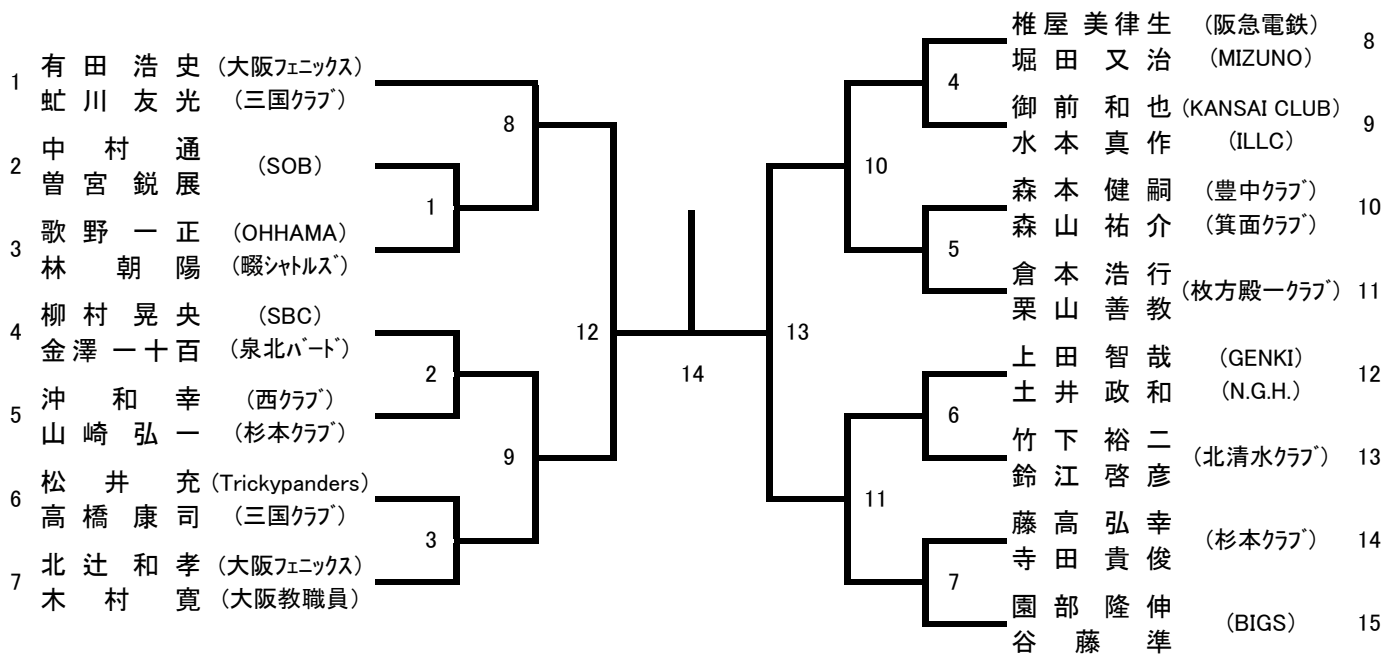 1 有田浩史 (大阪フェニックス)
虻川友光 (三国クラブ)
2 中村通 (SOB)
曽宮鋭展
3 歌野一正 (OHHAMA)
林朝陽 (畷シャトルズ)
4 柳村晃央 (SBC)
金澤一十百 (泉北バード)
5 沖和幸 (西クラブ)
山崎弘一 (杉本クラブ)
6 松井充 (Trickypanders)
高橋康司 (三国クラブ)
7 北辻和孝 (大阪フェニックス)
木村寛 (大阪教職員)
8
1
2
9
3
12
14
13
10
11
4
5
6
7
椎屋美律生 (阪急電鉄) 8
堀田又治 (MIZUNO)
御前和也 (KANSAI CLUB) 9
水本真作 (ILLC)
森本健嗣 (豊中クラブ) 10
森山祐介 (箕面クラブ)
倉本浩行 (枚方殿一クラブ) 11
栗山善教
上田智哉 (GENKI) 12
土井政和 (N.G.H.)
竹下裕二 (北清水クラブ) 13
鈴江啓彦
藤高弘幸 (杉本クラブ) 14
寺田貴俊
園部隆伸 (BIGS) 15
谷藤準